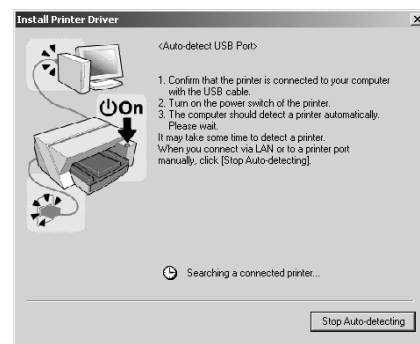 Install Printer Driver
<Auto-detect USB Port>
1. Confirm that the printer is connected to your computer
with the USB cable.
2. Turn on the power switch of the printer.
3. The computer should detect a printer automatically.
Please wait.
It may take some time to detect a printer.
When you connect via LAN or to a printer port
manually, click [Stop Auto-detecting].
On
Searching a connected printer...
Stop Auto-detecting